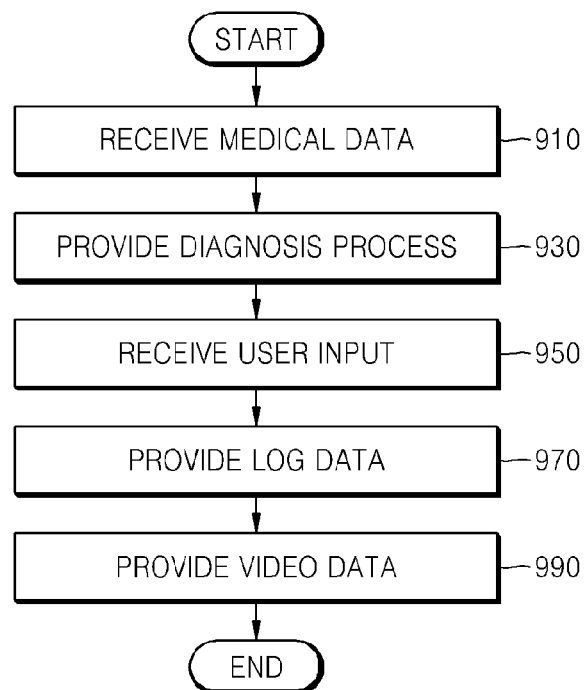 START
RECEIVE MEDICAL DATA 910
PROVIDE DIAGNOSIS PROCESS 930
RECEIVE USER INPUT 950
PROVIDE LOG DATA 970
PROVIDE VIDEO DATA 990
END